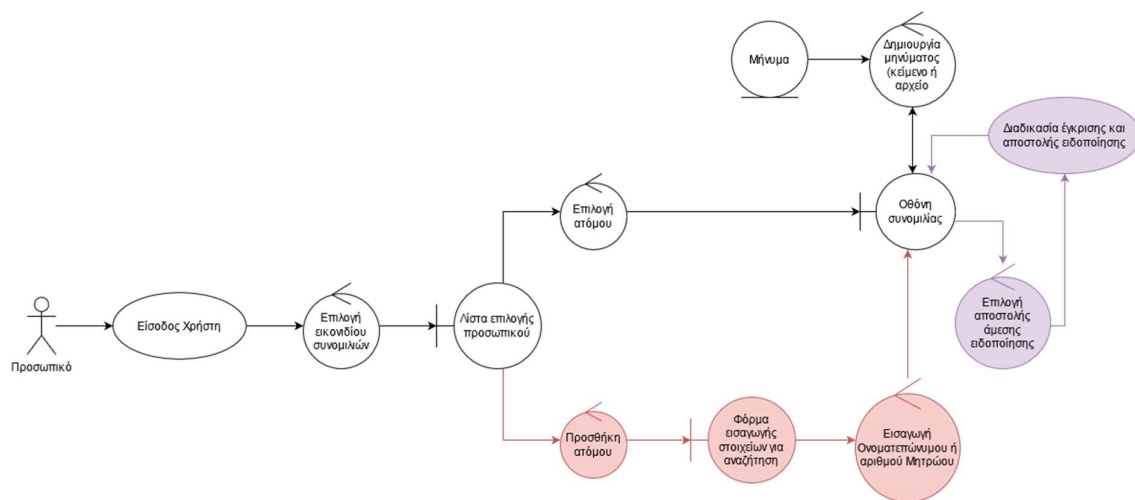 Μήνυμα
Δημιουργία
μηνύματος
(κείμενο ή
αρχείο
Διαδικασία έγκρισης και
αποστολής ειδοποίησης
Επιλογή
ατόμου
Οθόνη
συνομιλίας
Επιλογή
αποστολής
άμεσης
ειδοποίησης
Προσωπικό
Είσοδος Χρήστη
Επιλογή
εικονιδίου
συνομιλιών
Λίστα επιλογής
προσωπικού
Προσθήκη
ατόμου
Φόρμα
εισαγωγής
στοιχείων για
αναζήτηση
Εισαγωγή
Ονοματεπώνυμου ή
αριθμού Μητρώου